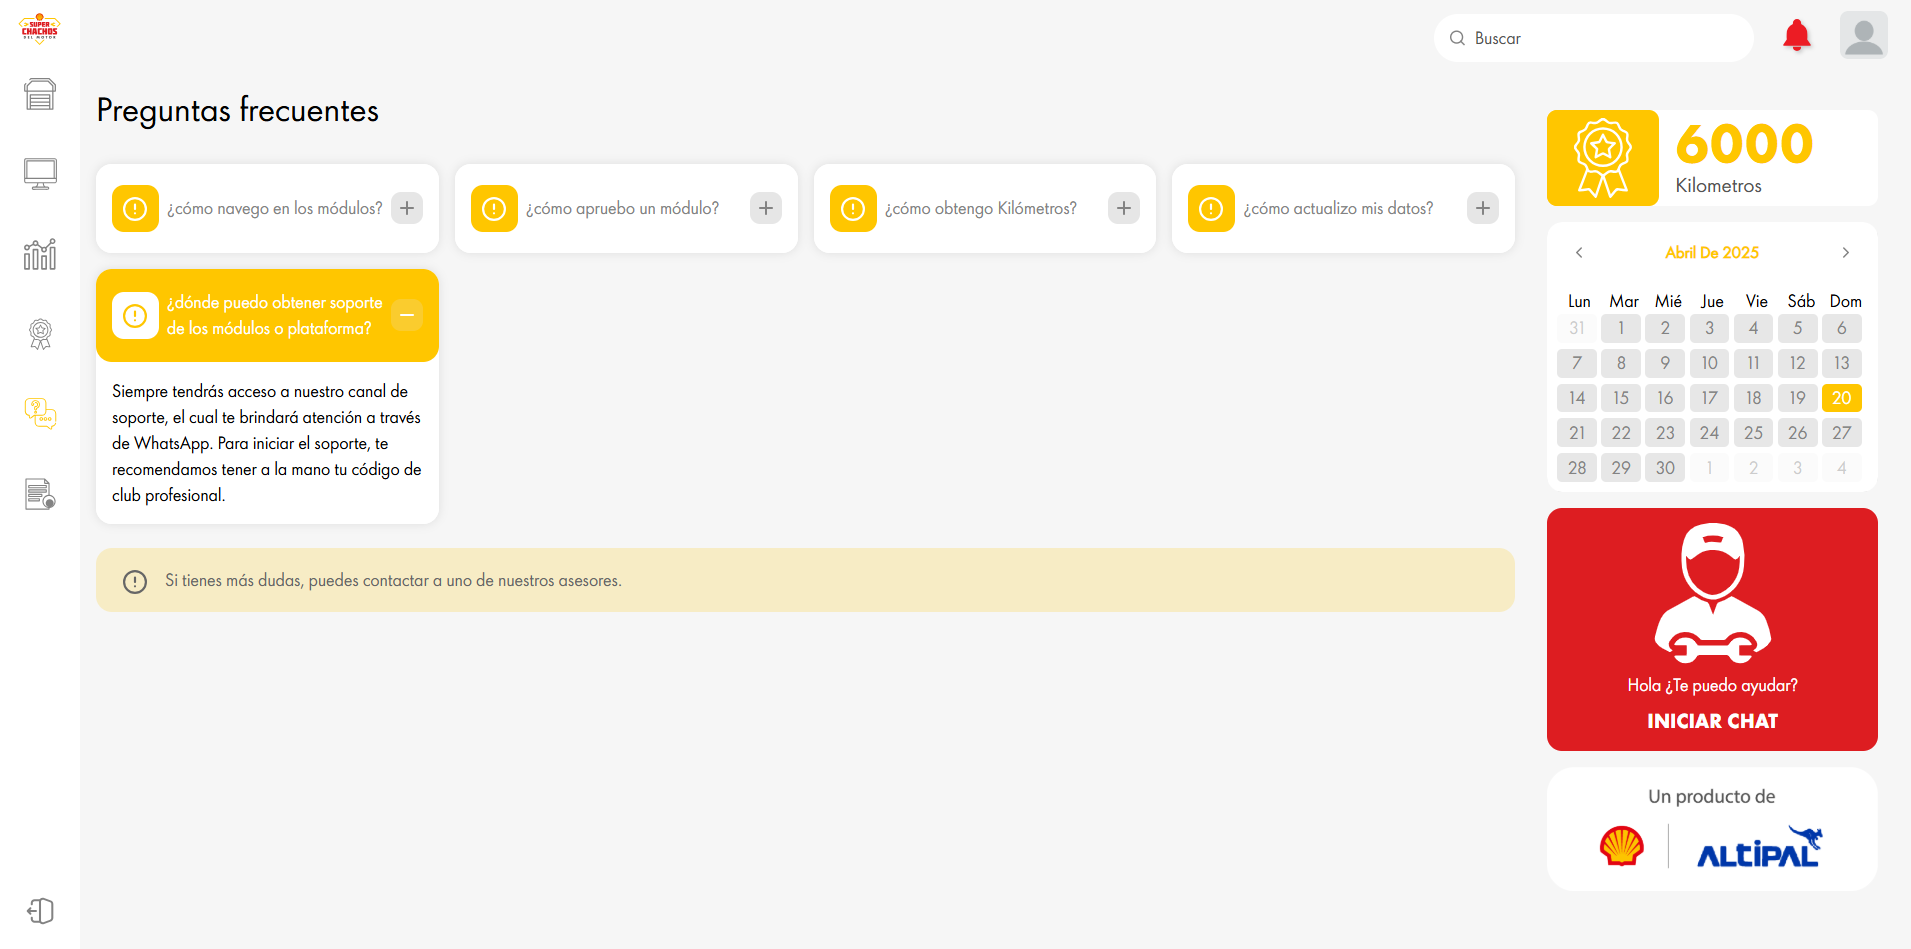 SUPER
CHACHOS
DEL MOTOR
Buscar
Preguntas frecuentes
¿cómo navego en los módulos?
¿cómo apruebo un módulo?
¿cómo obtengo Kilómetros?
¿cómo actualizo mis datos?
¿dónde puedo obtener soporte
de los módulos o plataforma?
Siempre tendrás acceso a nuestro canal de
soporte, el cual te brindará atención a través
de WhatsApp. Para iniciar el soporte, te
recomendamos tener a la mano tu código de
club profesional.
Si tienes más dudas, puedes contactar a uno de nuestros asesores.
6000
Kilometros
Abril De 2025
Lun Mar Mié Jue Vie Sáb Dom
31 1 2 3 4 5 6
7 8 9 10 11 12 13
14 15 16 17 18 19 20
21 22 23 24 25 26 27
28 29 30 1 2 3 4
Hola ¿Te puedo ayudar?
INICIAR CHAT
Un producto de
ALTIPAL